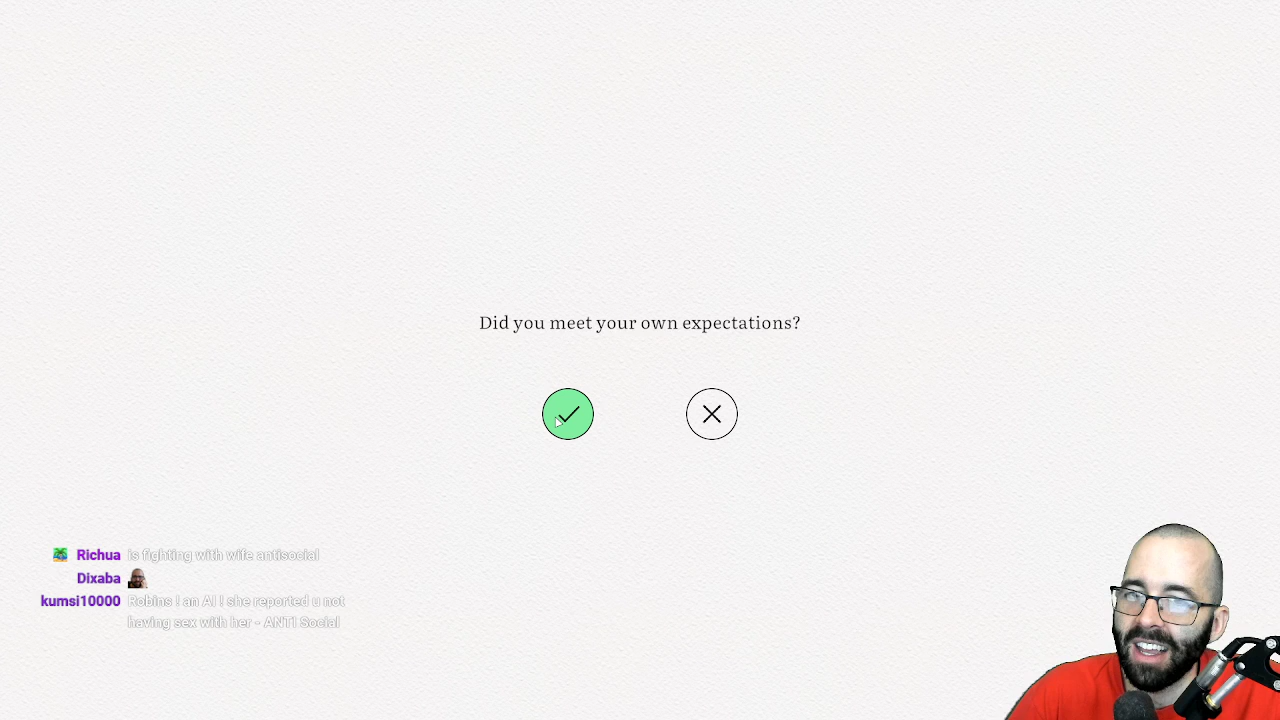 Did you meet your own expectations?
Richua is fighting with wife antisocial
Dixaba
kumsi10000 Robins ! an AI ! she reported u not
having sex with her - ANTI Social